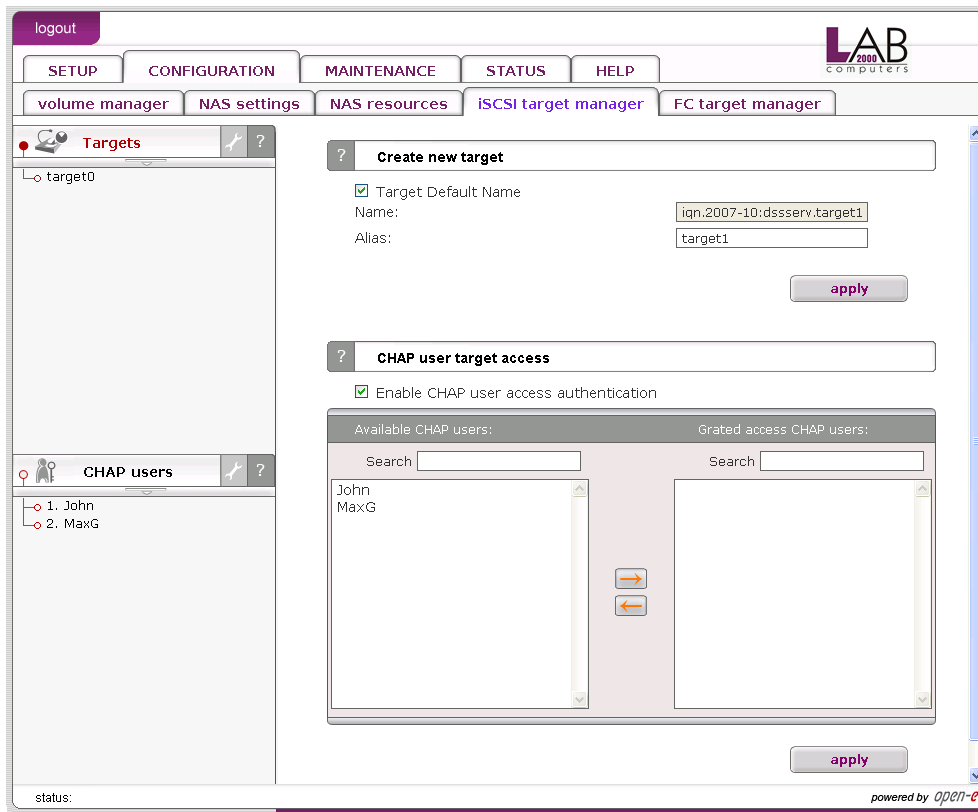 logout
LAB
2000
computers
SETUP CONFIGURATION MAINTENANCE STATUS HELP
volume manager NAS settings NAS resources iSCSI target manager FC target manager
Targets ?
target0
? Create new target
Target Default Name
Name: iqn.2007-10:dssserv.target1
Alias: target1
apply
? CHAP user target access
Enable CHAP user access authentication
Available CHAP users: Grated access CHAP users:
Search Search
John
MaxG
CHAP users ?
1. John
2. MaxG
apply
status:
powered by open-e